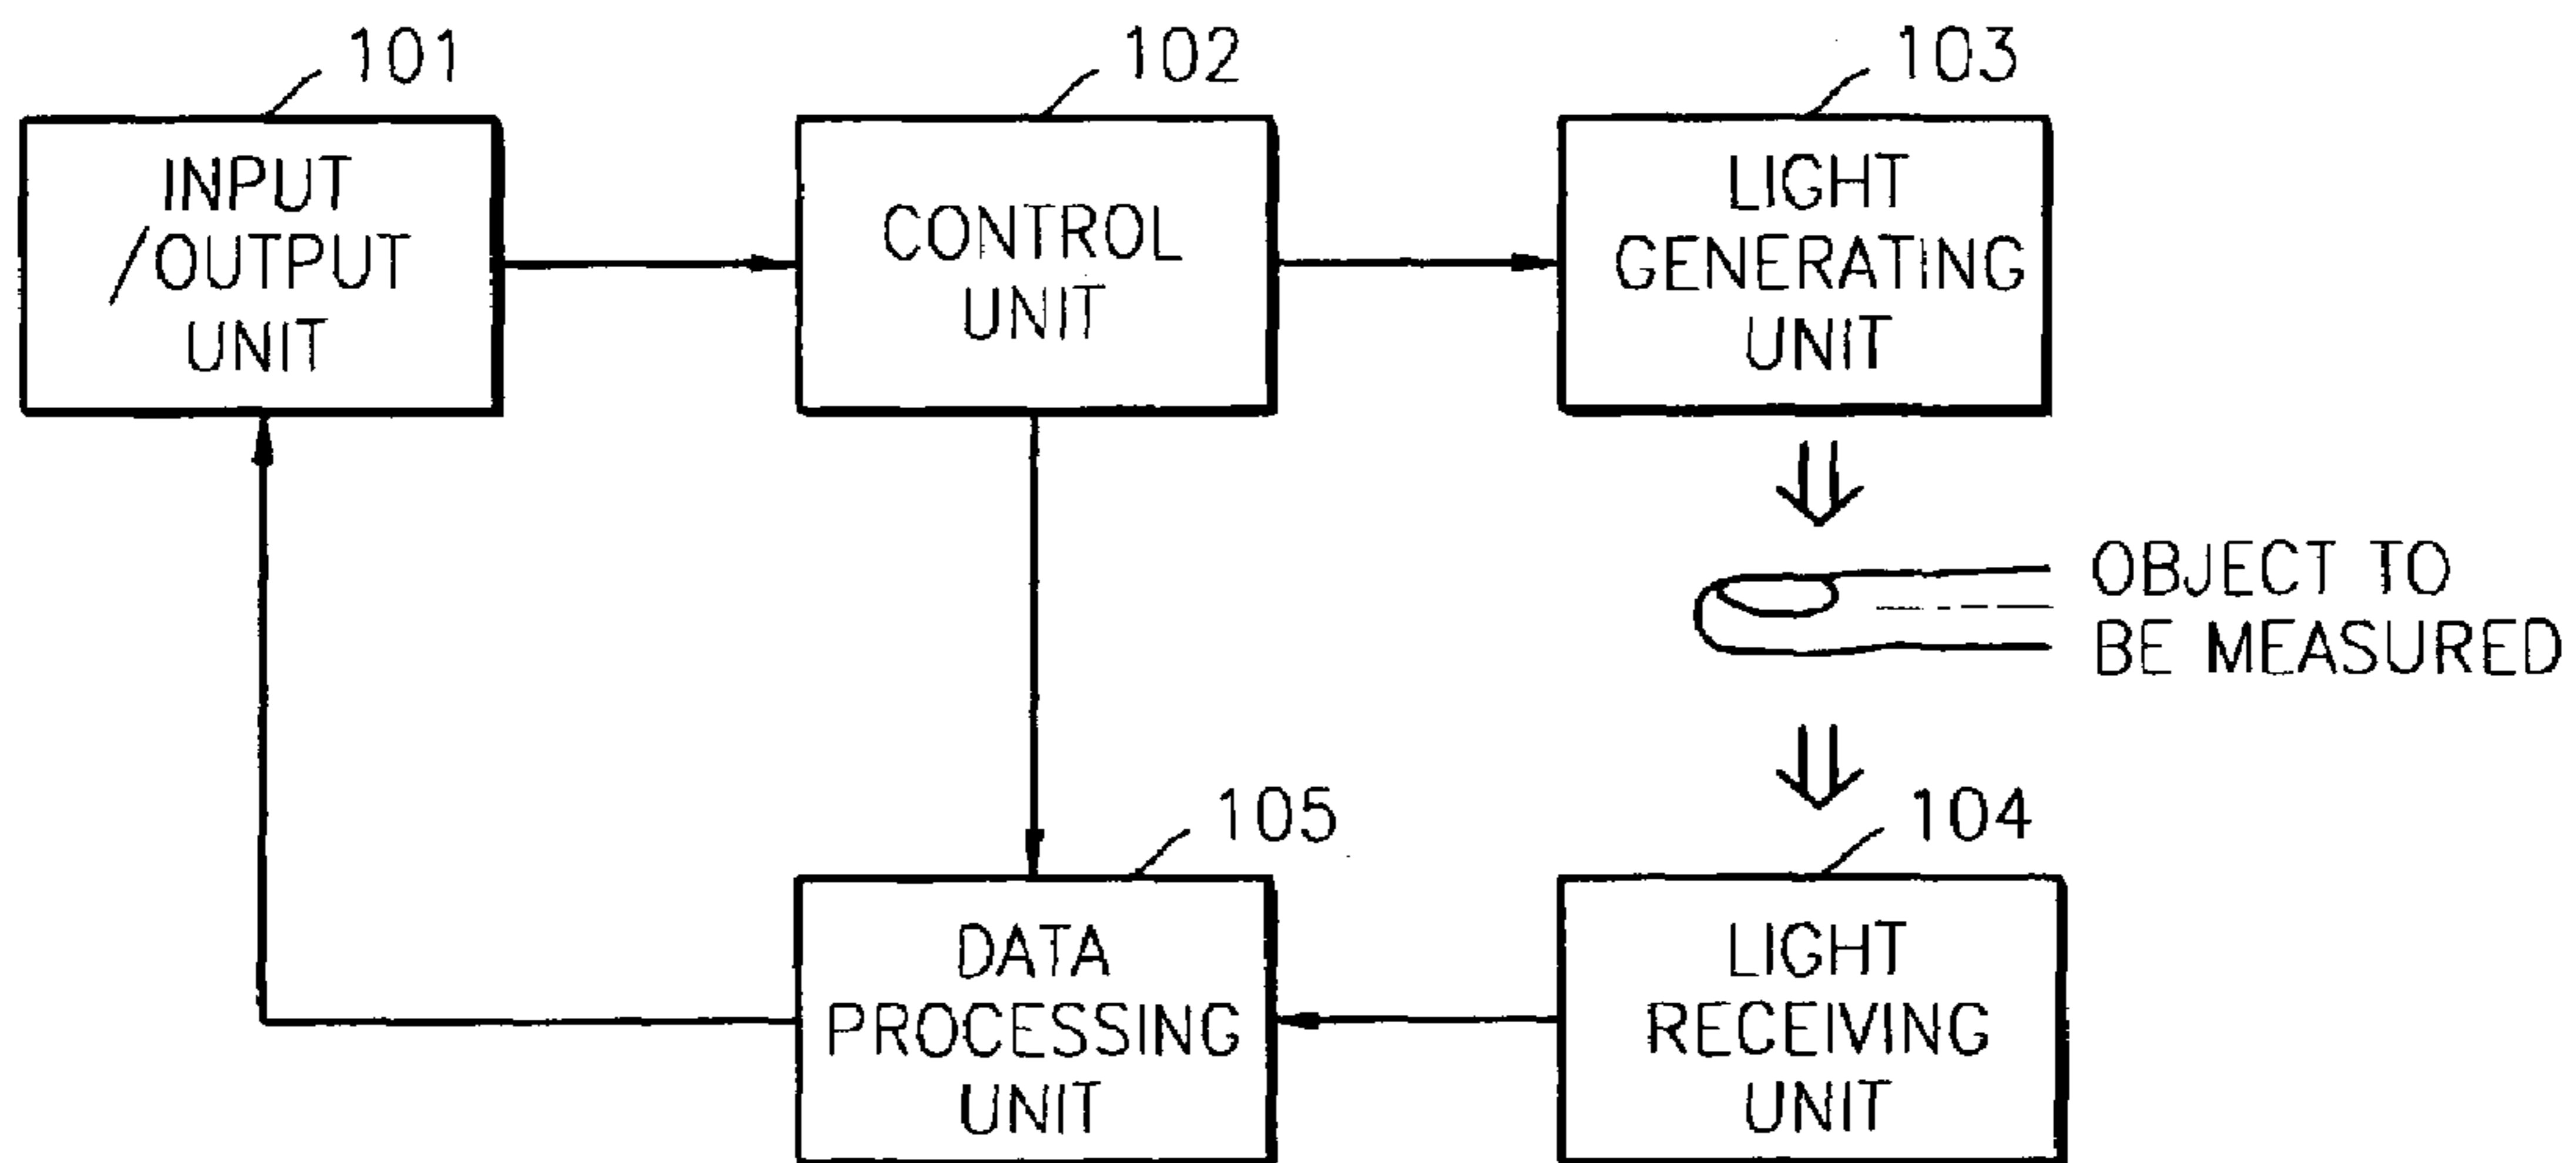 101
INPUT
/OUTPUT
UNIT
102
CONTROL
UNIT
103
LIGHT
GENERATING
UNIT
OBJECT TO
BE MEASURED
105
DATA
PROCESSING
UNIT
104
LIGHT
RECEIVING
UNIT